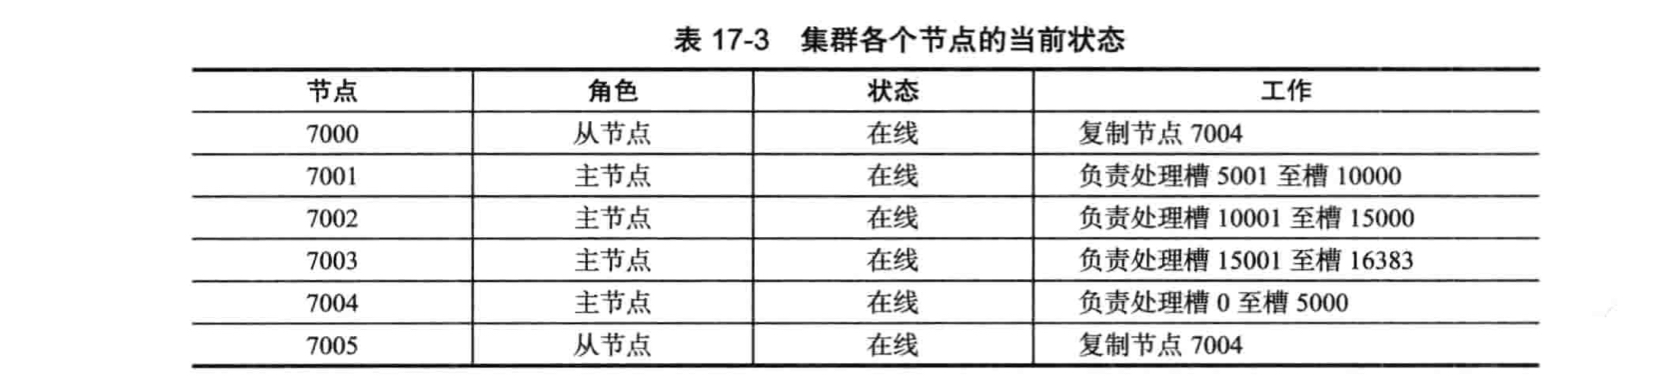 表 17-3 集群各个节点的当前状态
节点 角色 状态 工作
7000 从节点 在线 复制节点 7004
7001 主节点 在线 负责处理槽 5001 至槽 10000
7002 主节点 在线 负责处理槽 10001 至槽 15000
7003 主节点 在线 负责处理槽 15001 至槽 16383
7004 主节点 在线 负责处理槽 0 至槽 5000
7005 从节点 在线 复制节点 7004